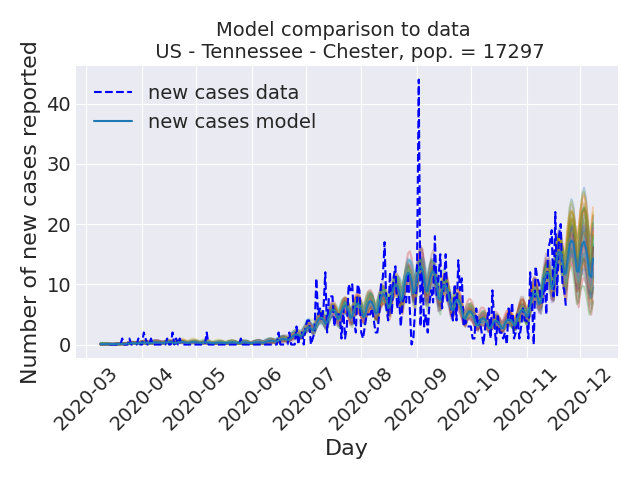 Model comparison to data
US - Tennessee - Chester, pop. = 17297
Number of new cases reported
new cases data
new cases model
40
30
20
10
0
2020-03
2020-04
2020-05
2020-06
2020-07
2020-08
2020-09
2020-10
2020-11
2020-12
Day